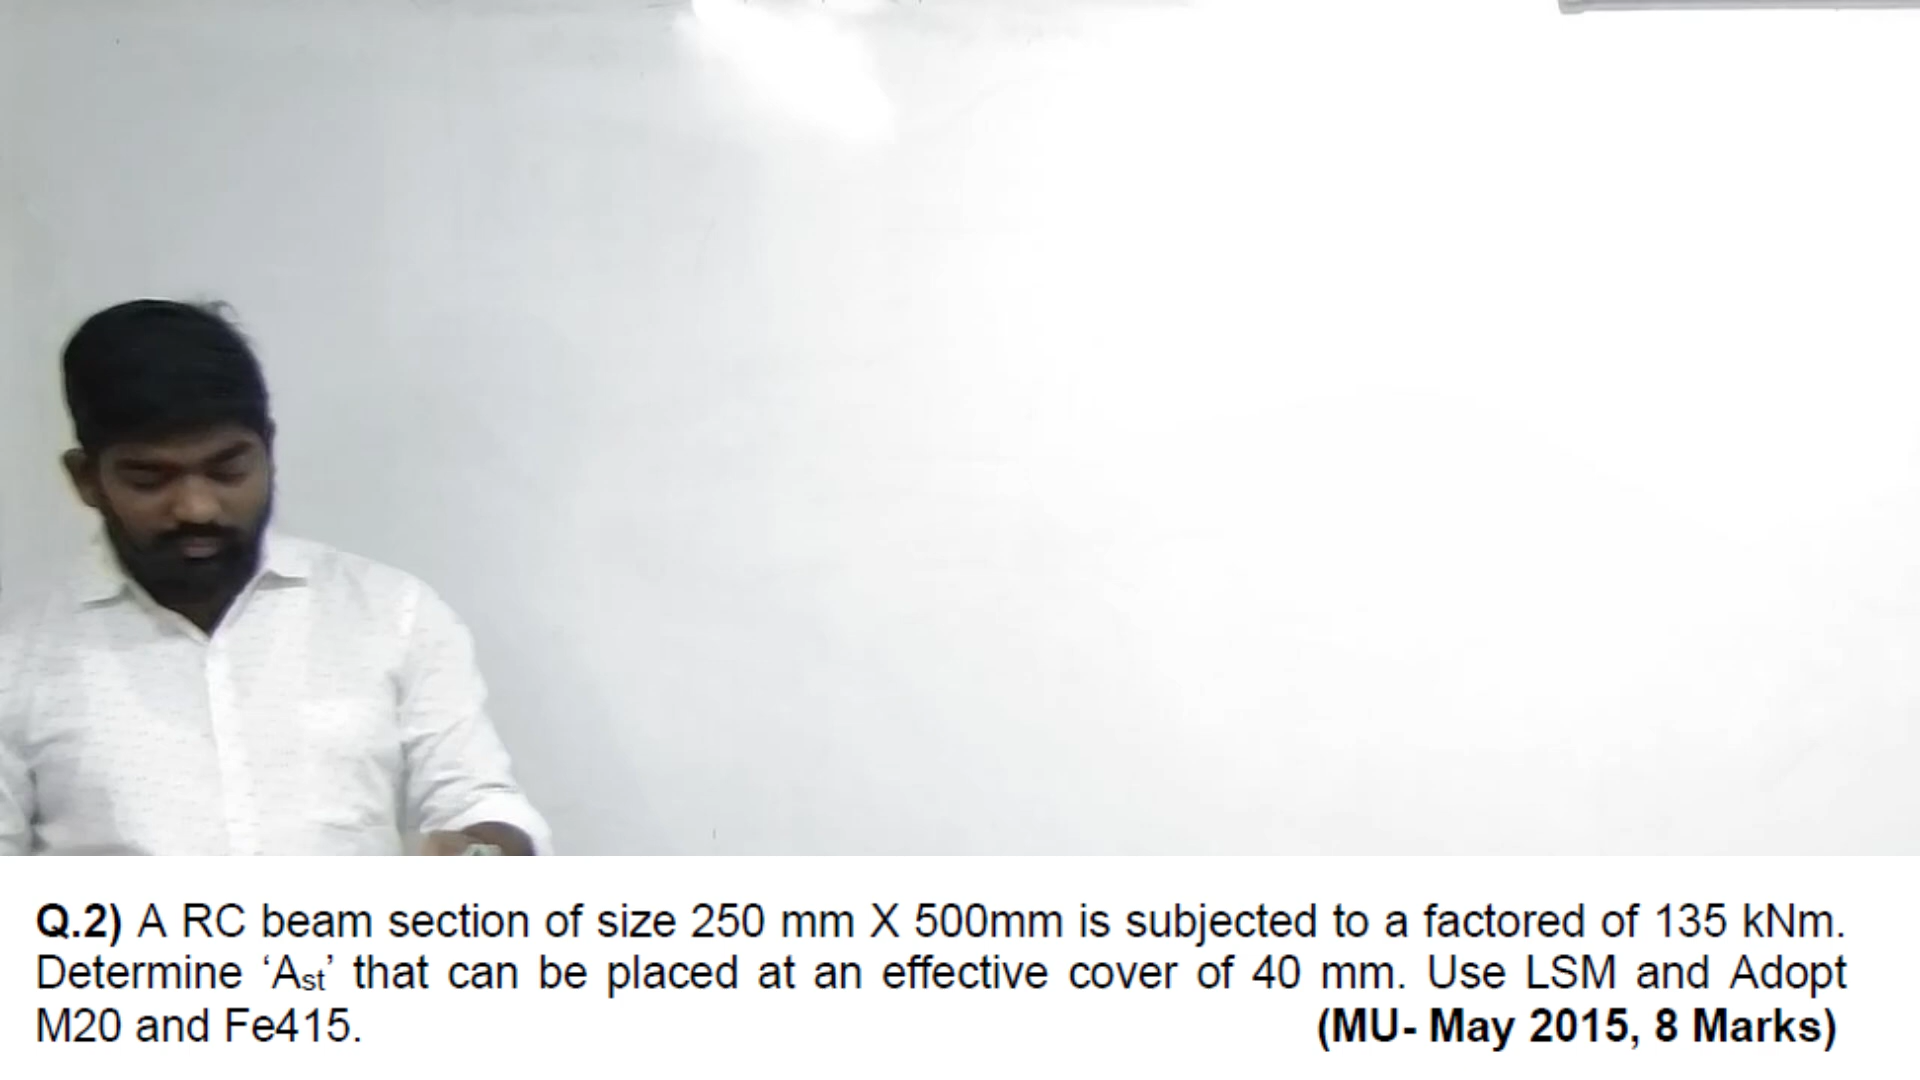 Q.2) A RC beam section of size 250 mm X 500mm is subjected to a factored of 135 kNm.
Determine ‘Ast’ that can be placed at an effective cover of 40 mm. Use LSM and Adopt
M20 and Fe415. (MU- May 2015, 8 Marks)